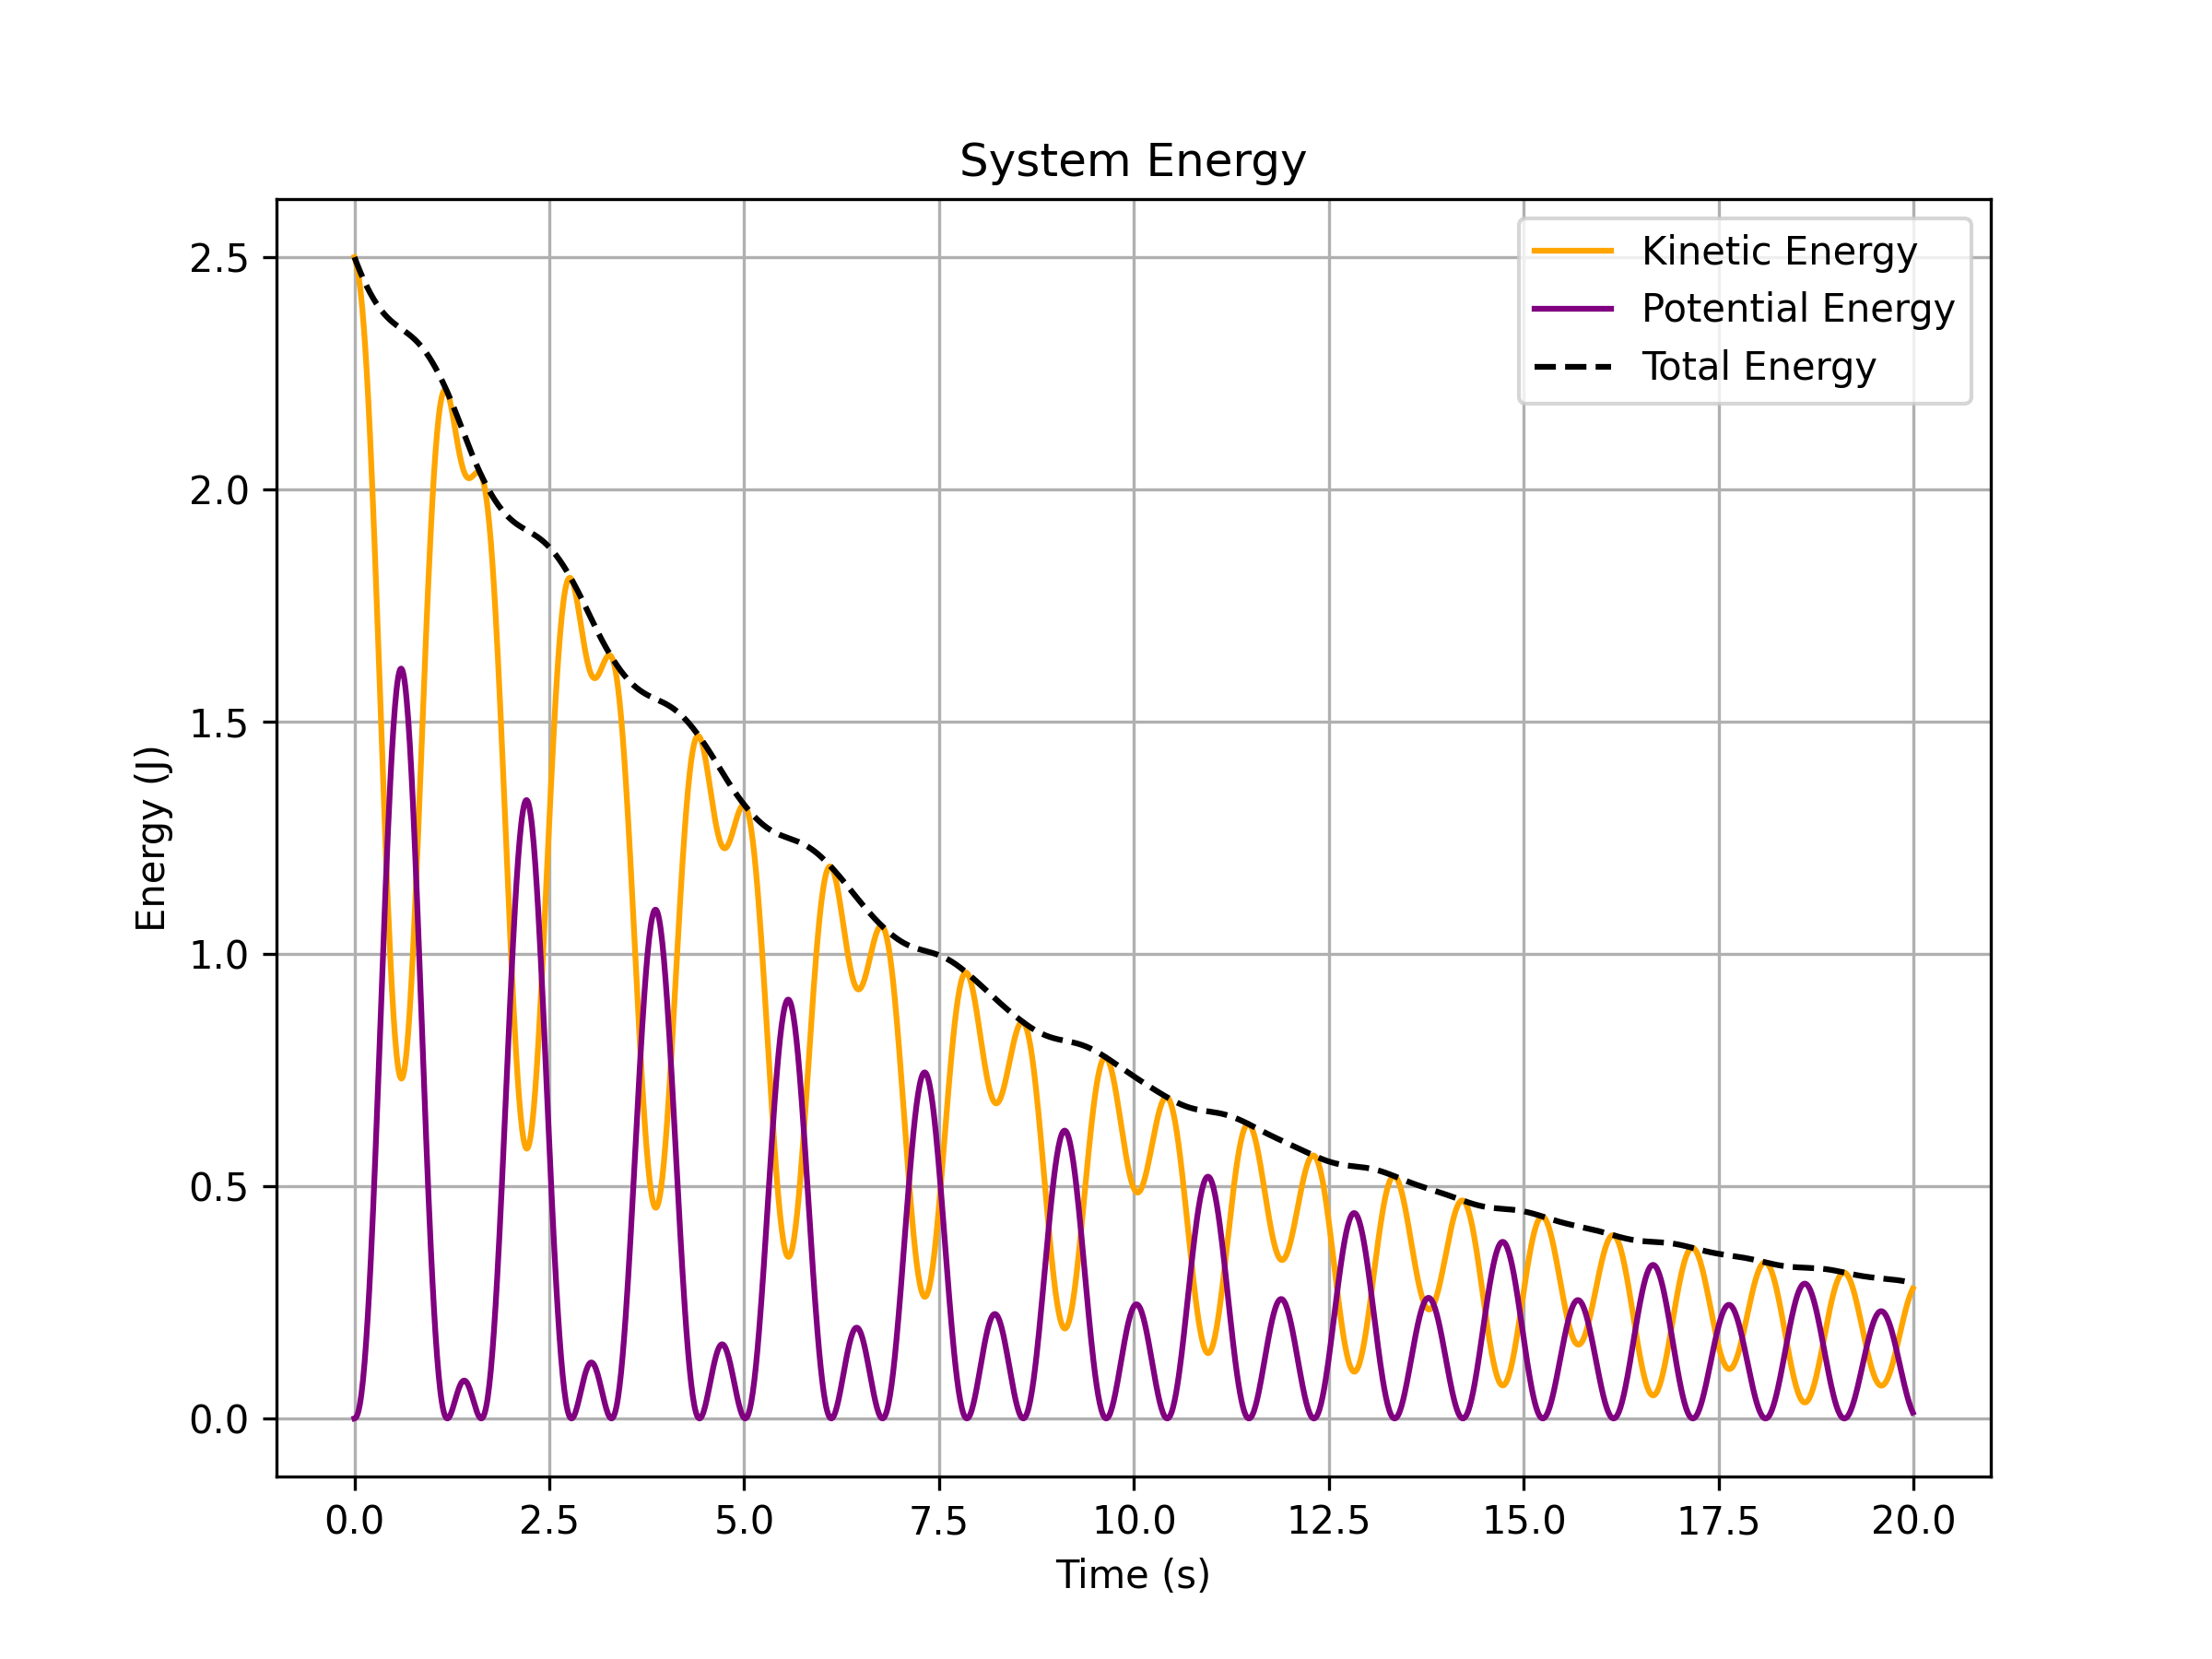 System Energy
Kinetic Energy
Potential Energy
Total Energy
2.5
2.0
1.5
1.0
0.5
0.0
Energy (J)
0.0 2.5 5.0 7.5 10.0 12.5 15.0 17.5 20.0
Time (s)